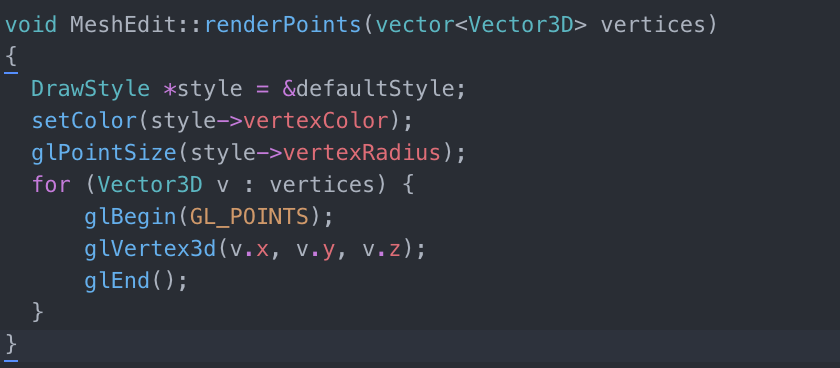 void MeshEdit::renderPoints(vector<Vector3D> vertices)
{
  DrawStyle *style = &defaultStyle;
  setColor(style->vertexColor);
  glPointSize(style->vertexRadius);
  for (Vector3D v : vertices) {
      glBegin(GL_POINTS);
      glVertex3d(v.x, v.y, v.z);
      glEnd();
  }
}